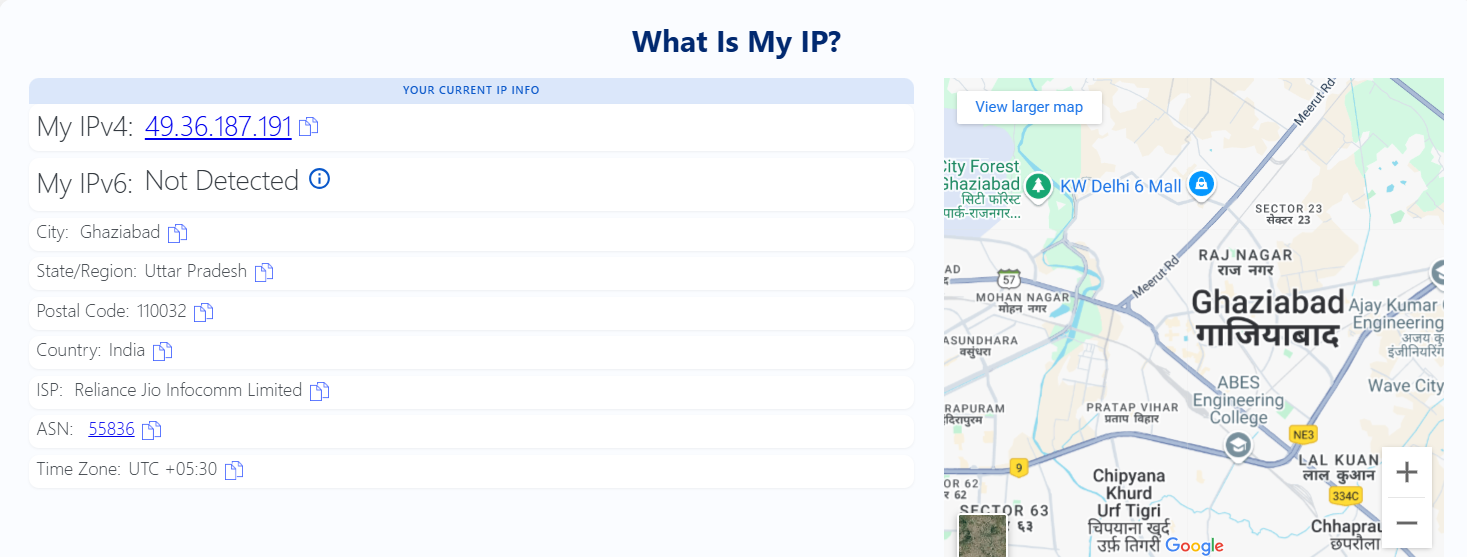 What Is My IP?
YOUR CURRENT IP INFO
My IPv4: 49.36.187.191
My IPv6: Not Detected
City: Ghaziabad
State/Region: Uttar Pradesh
Postal Code: 110032
Country: India
ISP: Reliance Jio Infocomm Limited
ASN: 55836
Time Zone: UTC +05:30
View larger map
Meerut Rd
City Forest
Ghaziabad
सिटी फॉरेस्ट
पार्क-राजनगर...
KW Delhi 6 Mall
SECTOR 23
सेक्टर 23
RAJ NAGAR
राज नगर
Meerut Rd
AD
57
MOHAN NAGAR
मोहन नगर
Ghaziabad
गाजियाबाद
Ajay Kumar
Engineering
अजय कु
इंजीनियरिंग
ASUNDHARA
वसुंधरा
ABES
Engineering
College
Wave City
RAPURAM
इंदिरापुरम
PRATAP VIHAR
प्रताप विहार
NE3
9
LAL KUAN
लाल कुआन
334C
Chipyana
Khurd
Urf Tigri
चिपयाना खुर्द
उर्फ़ तिगरी
OR 62
र 62
SECTOR 63
र ६३
Chhaprau
छपरौला
Google